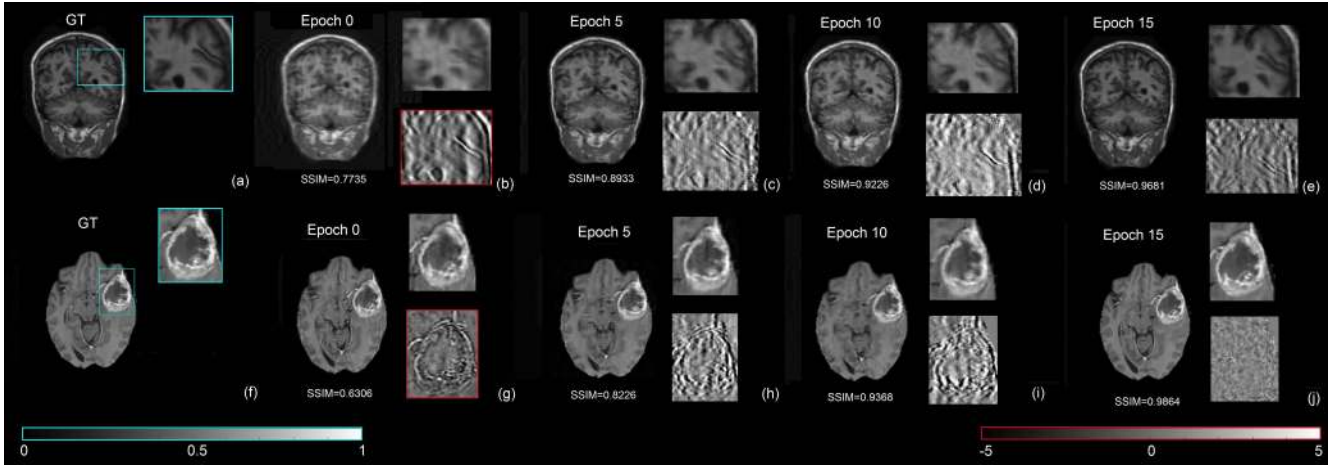 GT
Epoch 0
Epoch 5
Epoch 10
Epoch 15
(a)
SSIM=0.7735
(b)
SSIM=0.8933
(c)
SSIM=0.9226
(d)
SSIM=0.9681
(e)
GT
Epoch 0
Epoch 5
Epoch 10
Epoch 15
(f)
SSIM=0.6306
(g)
SSIM=0.8226
(h)
SSIM=0.9368
(i)
SSIM=0.9864
(j)
0 0.5 1
-5 0 5